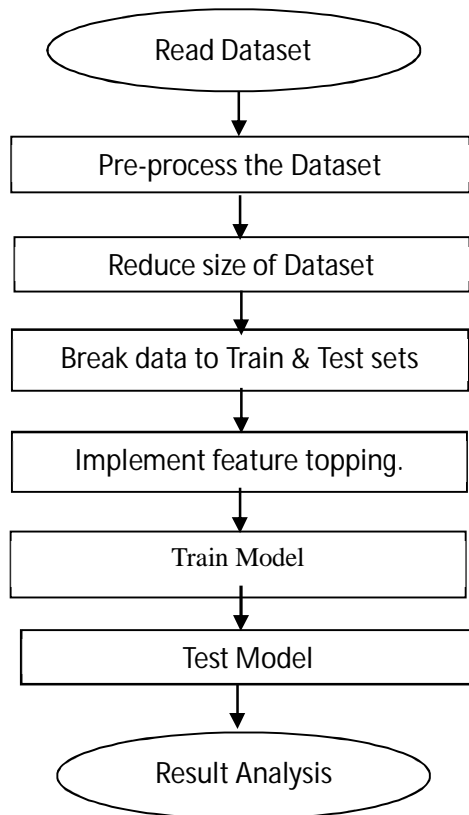 Read Dataset
Pre-process the Dataset
Reduce size of Dataset
Break data to Train & Test sets
Implement feature topping.
Train Model
Test Model
Result Analysis